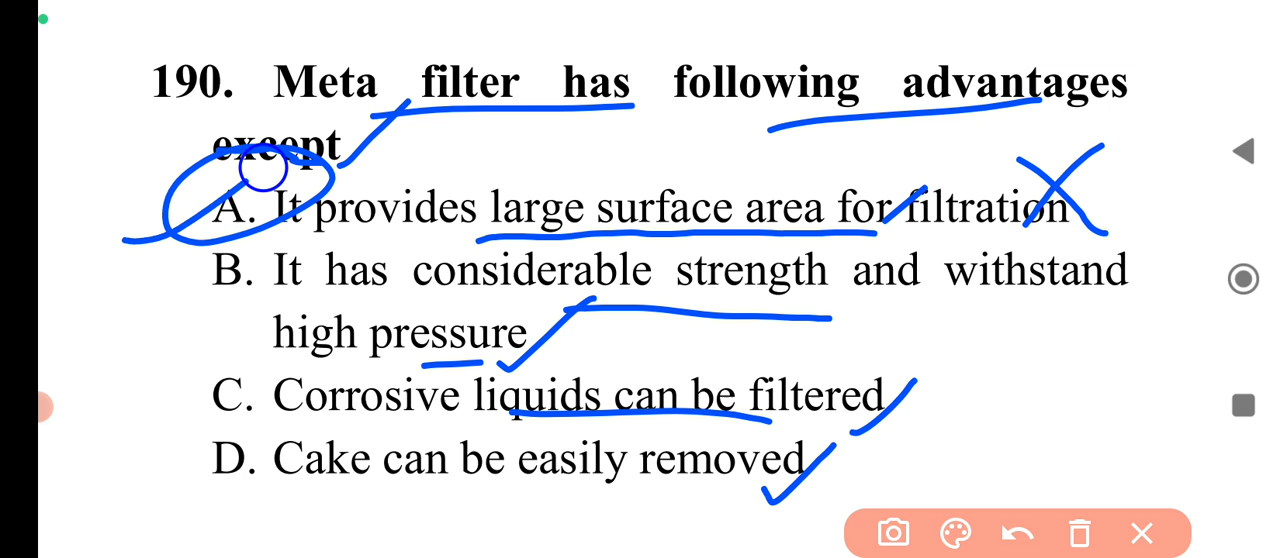 190. Meta filter has following advantages
except
A. It provides large surface area for filtration
B. It has considerable strength and withstand
high pressure
C. Corrosive liquids can be filtered
D. Cake can be easily removed